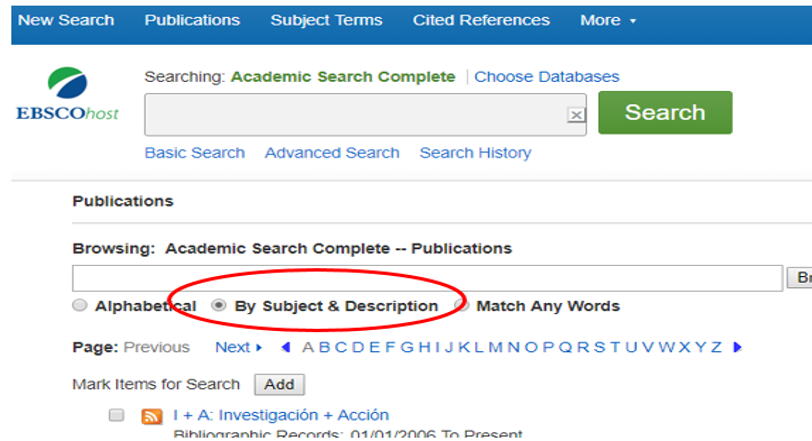 New Search Publications Subject Terms Cited References More
Searching: Academic Search Complete | Choose Databases
EBSCOhost
Search
Basic Search Advanced Search Search History
Publications
Browsing: Academic Search Complete -- Publications
Br
Alphabetical By Subject & Description Match Any Words
Page: Previous Next A B C D E F G H I J K L M N O P Q R S T U V W X Y Z
Mark Items for Search Add
I + A: Investigación + Acción
Bibliographic Records: 01/01/2006 To Present